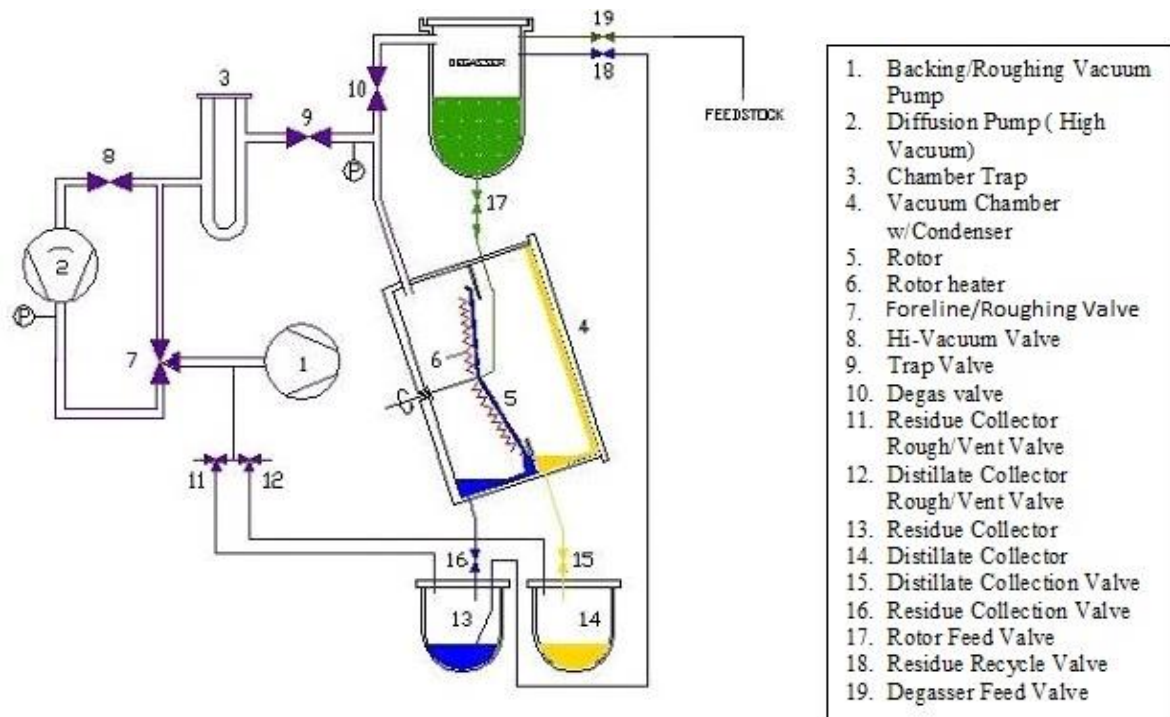 19
DEGASSER
18
3
10
FEEDSTOCK
9
P
8
17
2
4
P
6
7
1
5
11
12
16
15
13
14
1. Backing/Roughing Vacuum
Pump
2. Diffusion Pump ( High
Vacuum)
3. Chamber Trap
4. Vacuum Chamber
w/Condenser
5. Rotor
6. Rotor heater
7. Foreline/Roughing Valve
8. Hi-Vacuum Valve
9. Trap Valve
10. Degas valve
11. Residue Collector
Rough/Vent Valve
12. Distillate Collector
Rough/Vent Valve
13. Residue Collector
14. Distillate Collector
15. Distillate Collection Valve
16. Residue Collection Valve
17. Rotor Feed Valve
18. Residue Recycle Valve
19. Degasser Feed Valve